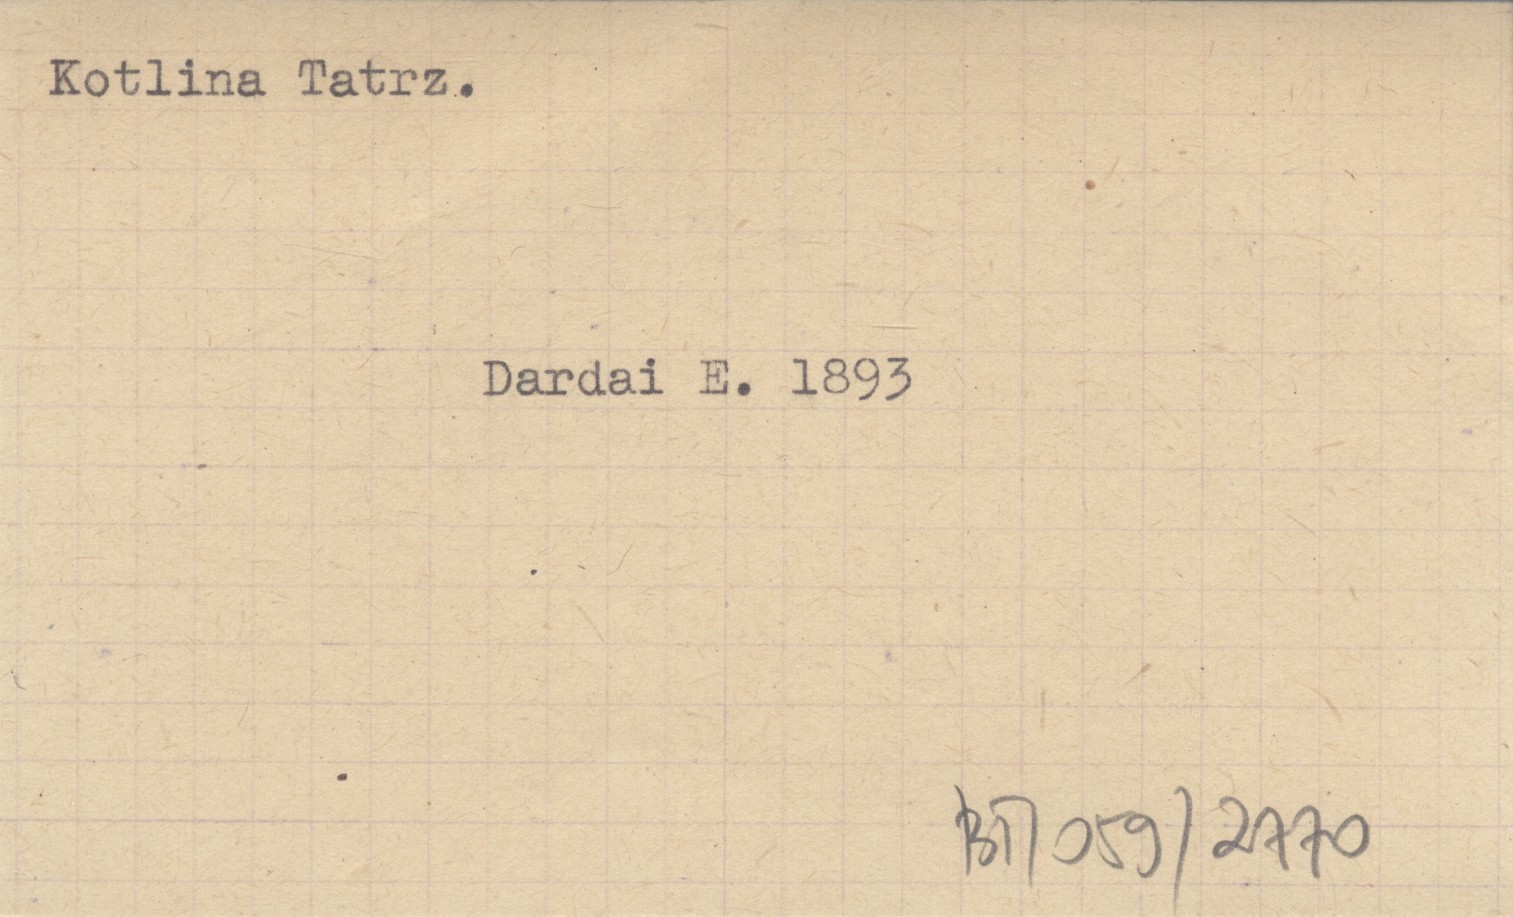 Kotlina Tatrz.
Dardai E. 1893
BT/059/2770